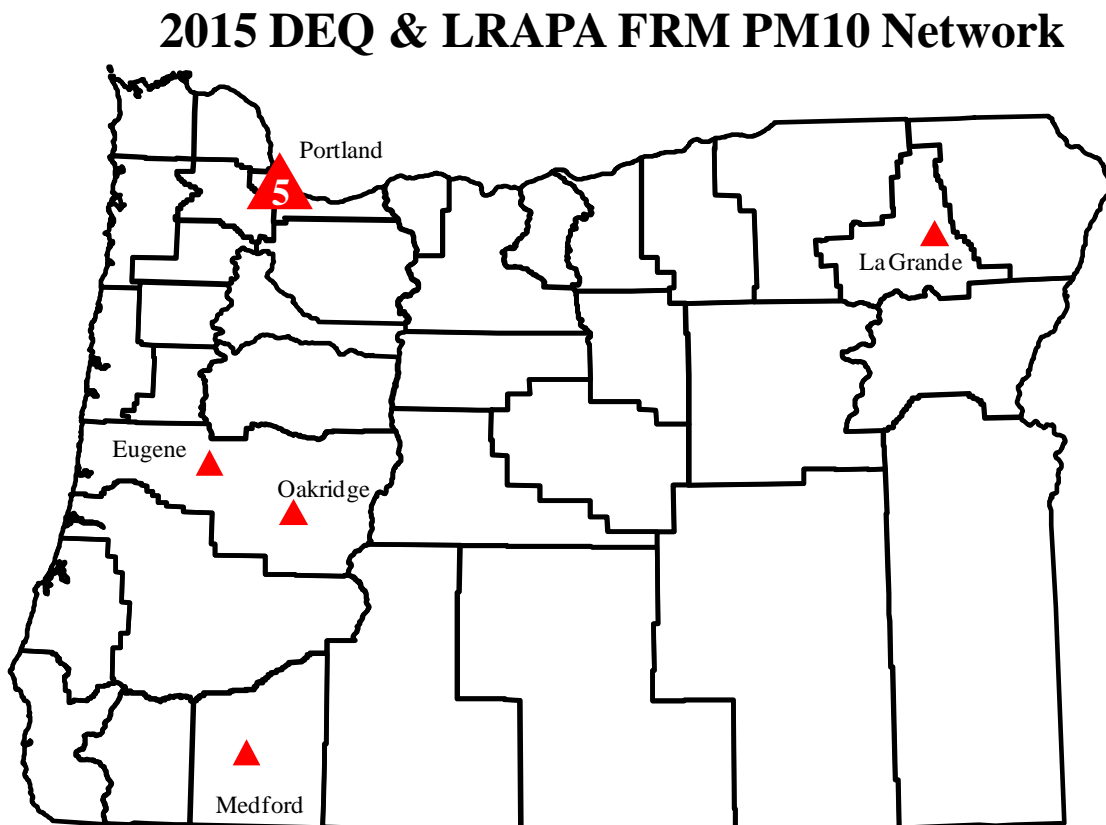 2015 DEQ & LRAPA FRM PM10 Network
Portland
5
La Grande
Eugene
Oakridge
Medford